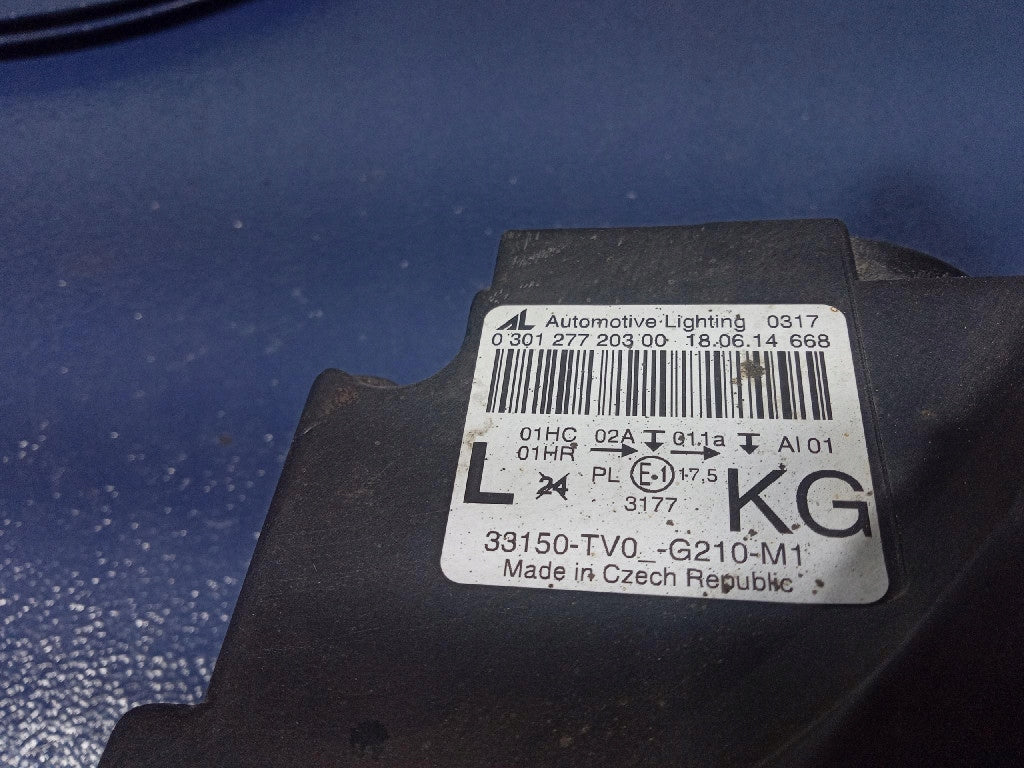 AL Automotive Lighting 0317
0 301 277 203 00 18.06.14 668
01HC 02A 01.1a AI 01
01HR
L 24 PL E1 17,5 KG
3177
33150-TV0_-G210-M1
Made in Czech Republic